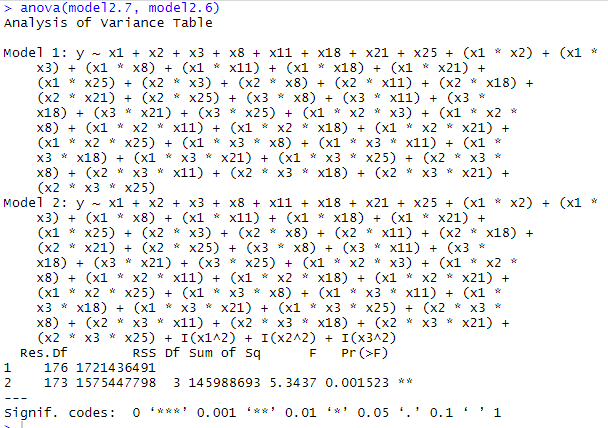 > anova(model2.7, model2.6)
Analysis of Variance Table

Model 1: y ~ x1 + x2 + x3 + x8 + x11 + x18 + x21 + x25 + (x1 * x2) + (x1 *
    x3) + (x1 * x8) + (x1 * x11) + (x1 * x18) + (x1 * x21) +
    (x1 * x25) + (x2 * x3) + (x2 * x8) + (x2 * x11) + (x2 * x18) +
    (x2 * x21) + (x2 * x25) + (x3 * x8) + (x3 * x11) + (x3 *
    x18) + (x3 * x21) + (x3 * x25) + (x1 * x2 * x3) + (x1 * x2 *
    x8) + (x1 * x2 * x11) + (x1 * x2 * x18) + (x1 * x2 * x21) +
    (x1 * x2 * x25) + (x1 * x3 * x8) + (x1 * x3 * x11) + (x1 *
    x3 * x18) + (x1 * x3 * x21) + (x1 * x3 * x25) + (x2 * x3 *
    x8) + (x2 * x3 * x11) + (x2 * x3 * x18) + (x2 * x3 * x21) +
    (x2 * x3 * x25)
Model 2: y ~ x1 + x2 + x3 + x8 + x11 + x18 + x21 + x25 + (x1 * x2) + (x1 *
    x3) + (x1 * x8) + (x1 * x11) + (x1 * x18) + (x1 * x21) +
    (x1 * x25) + (x2 * x3) + (x2 * x8) + (x2 * x11) + (x2 * x18) +
    (x2 * x21) + (x2 * x25) + (x3 * x8) + (x3 * x11) + (x3 *
    x18) + (x3 * x21) + (x3 * x25) + (x1 * x2 * x3) + (x1 * x2 *
    x8) + (x1 * x2 * x11) + (x1 * x2 * x18) + (x1 * x2 * x21) +
    (x1 * x2 * x25) + (x1 * x3 * x8) + (x1 * x3 * x11) + (x1 *
    x3 * x18) + (x1 * x3 * x21) + (x1 * x3 * x25) + (x2 * x3 *
    x8) + (x2 * x3 * x11) + (x2 * x3 * x18) + (x2 * x3 * x21) +
    (x2 * x3 * x25) + I(x1^2) + I(x2^2) + I(x3^2)
  Res.Df        RSS Df Sum of Sq      F   Pr(>F)
1    176 1721436491
2    173 1575447798  3 145988693 5.3437 0.001523 **
---
Signif. codes:  0 ‘***’ 0.001 ‘**’ 0.01 ‘*’ 0.05 ‘.’ 0.1 ‘ ’ 1
>